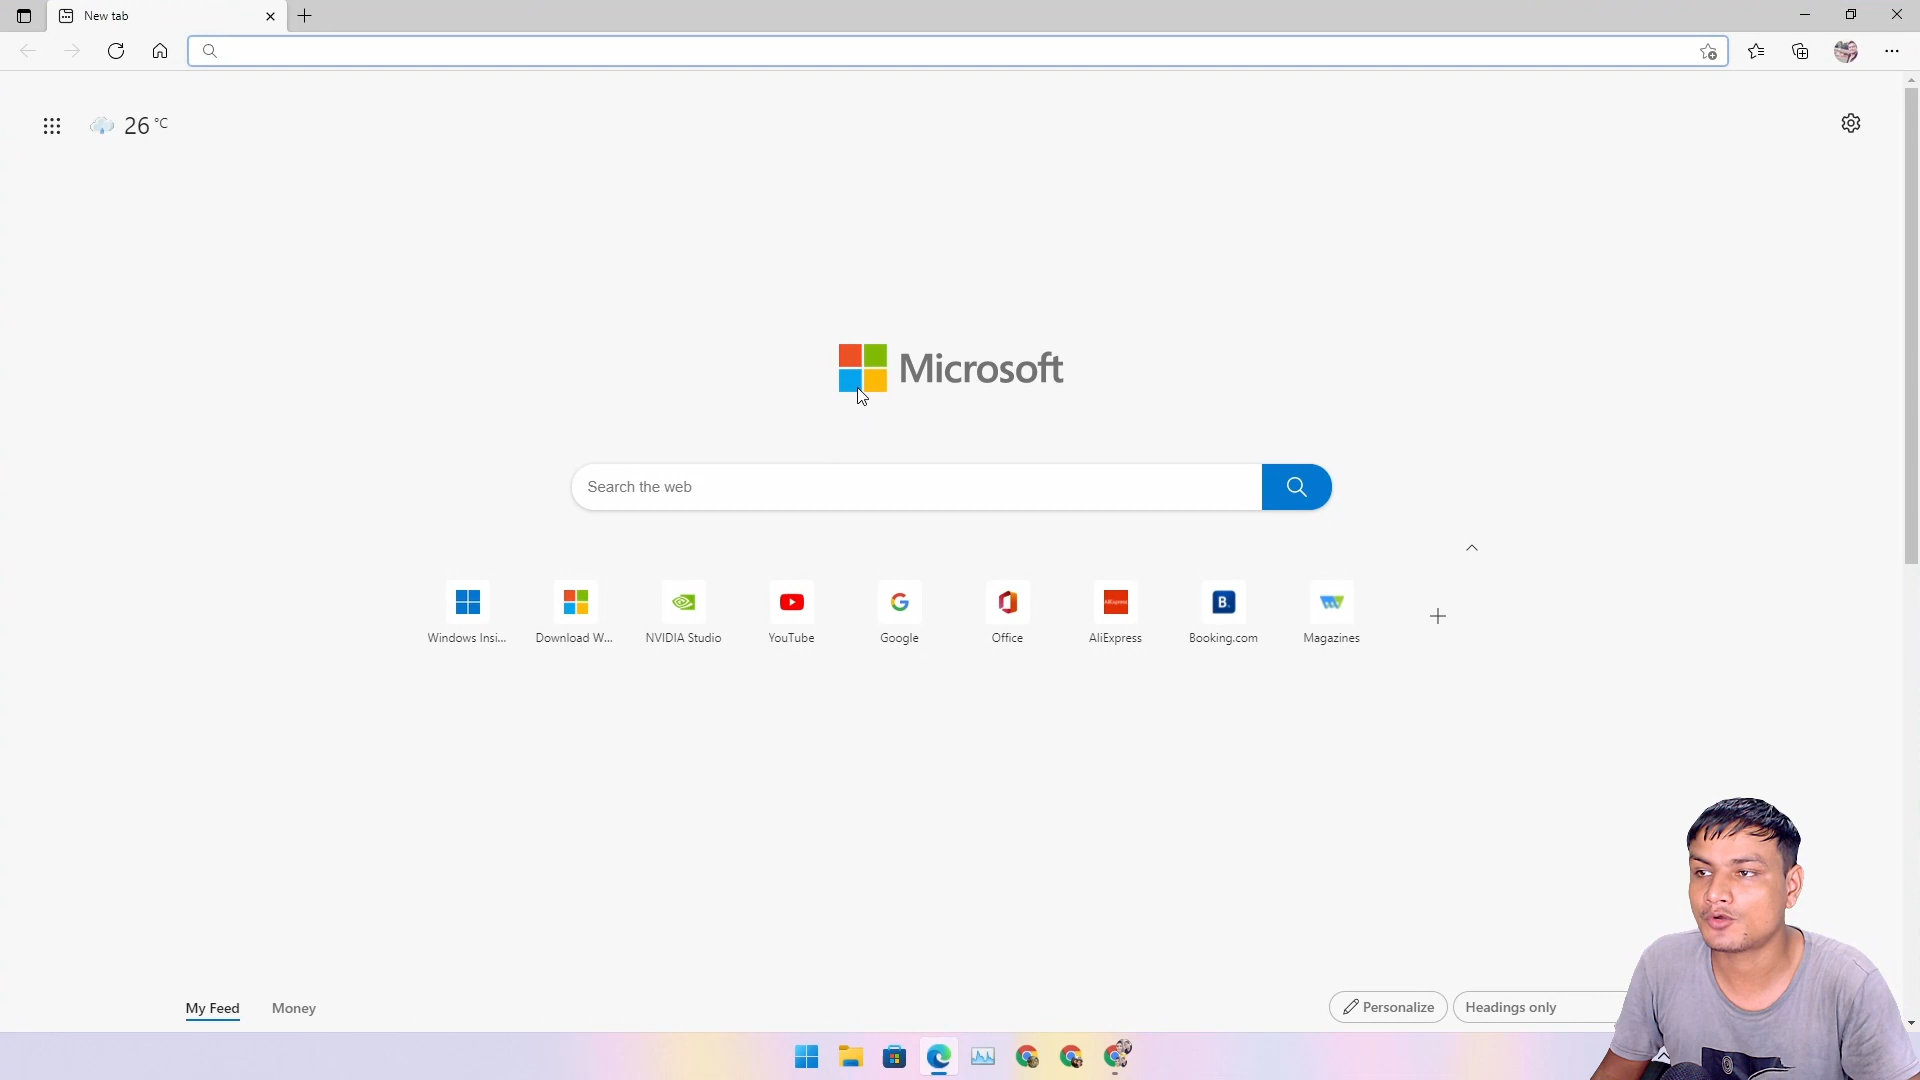 New tab
26 °C
Microsoft
Search the web
Windows Insi...
Download W...
NVIDIA Studio
YouTube
Google
Office
AliExpress
AliExpress
B.
Booking.com
Magazines
My Feed
Money
Personalize
Headings only